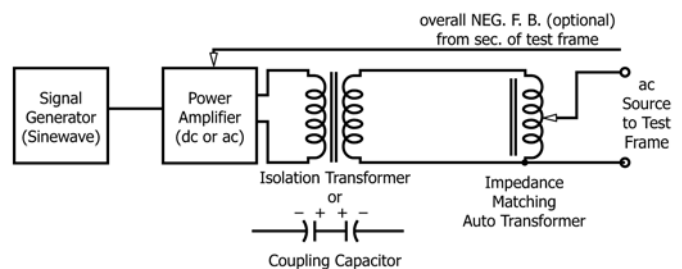 overall NEG. F. B. (optional)
from sec. of test frame
Signal
Generator
(Sinewave)
Power
Amplifier
(dc or ac)
ac
Source
to Test
Frame
Isolation Transformer
or
− + + −
Coupling Capacitor
Impedance
Matching
Auto Transformer